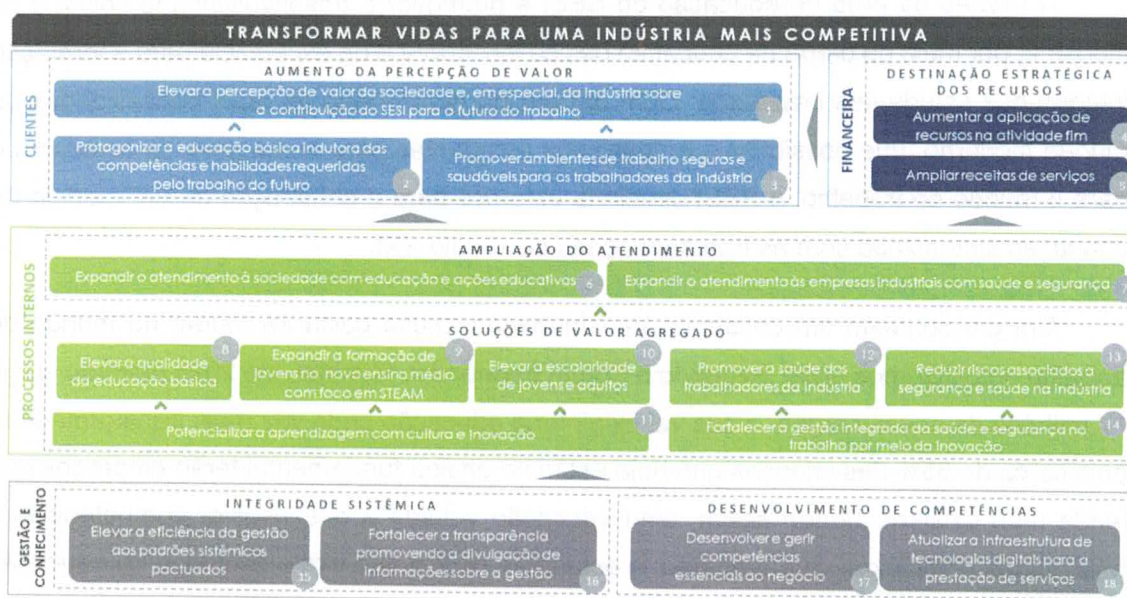 TRANSFORMAR VIDAS PARA UMA INDÚSTRIA MAIS COMPETITIVA
CLIENTES
AUMENTO DA PERCEPÇÃO DE VALOR
Elevar a percepção de valor da sociedade e, em especial, da indústria sobre
a contribuição do SESI para o futuro do trabalho
1
Protagonizar a educação básica indutora das
competências e habilidades requeridas
pelo trabalho do futuro
2
Promover ambientes de trabalho seguros e
saudáveis para os trabalhadores da indústria
3
FINANCEIRA
DESTINAÇÃO ESTRATÉGICA
DOS RECURSOS
Aumentar a aplicação de
recursos na atividade fim
4
Ampliar receitas de serviços
5
PROCESSOS INTERNOS
AMPLIAÇÃO DO ATENDIMENTO
Expandir o atendimento à sociedade com educação e ações educativas
6
Expandir o atendimento às empresas industriais com saúde e segurança
7
SOLUÇÕES DE VALOR AGREGADO
Elevar a qualidade
da educação básica
8
Expandir a formação de
jovens no novo ensino médio
com foco em STEAM
9
Elevar a escolaridade
de jovens e adultos
10
Promover a saúde dos
trabalhadores da indústria
12
Reduzir riscos associados a
segurança e saúde na indústria
13
Potencializar a aprendizagem com cultura e inovação
11
Fortalecer a gestão integrada da saúde e segurança no
trabalho por meio da inovação
14
GESTÃO E
CONHECIMENTO
INTEGRIDADE SISTÊMICA
Elevar a eficiência da gestão
aos padrões sistêmicos
pactuados
15
Fortalecer a transparência
promovendo a divulgação de
informações sobre a gestão
16
DESENVOLVIMENTO DE COMPETÊNCIAS
Desenvolver e gerir
competências
essenciais ao negócio
17
Atualizar a infraestrutura de
tecnologias digitais para a
prestação de serviços
18